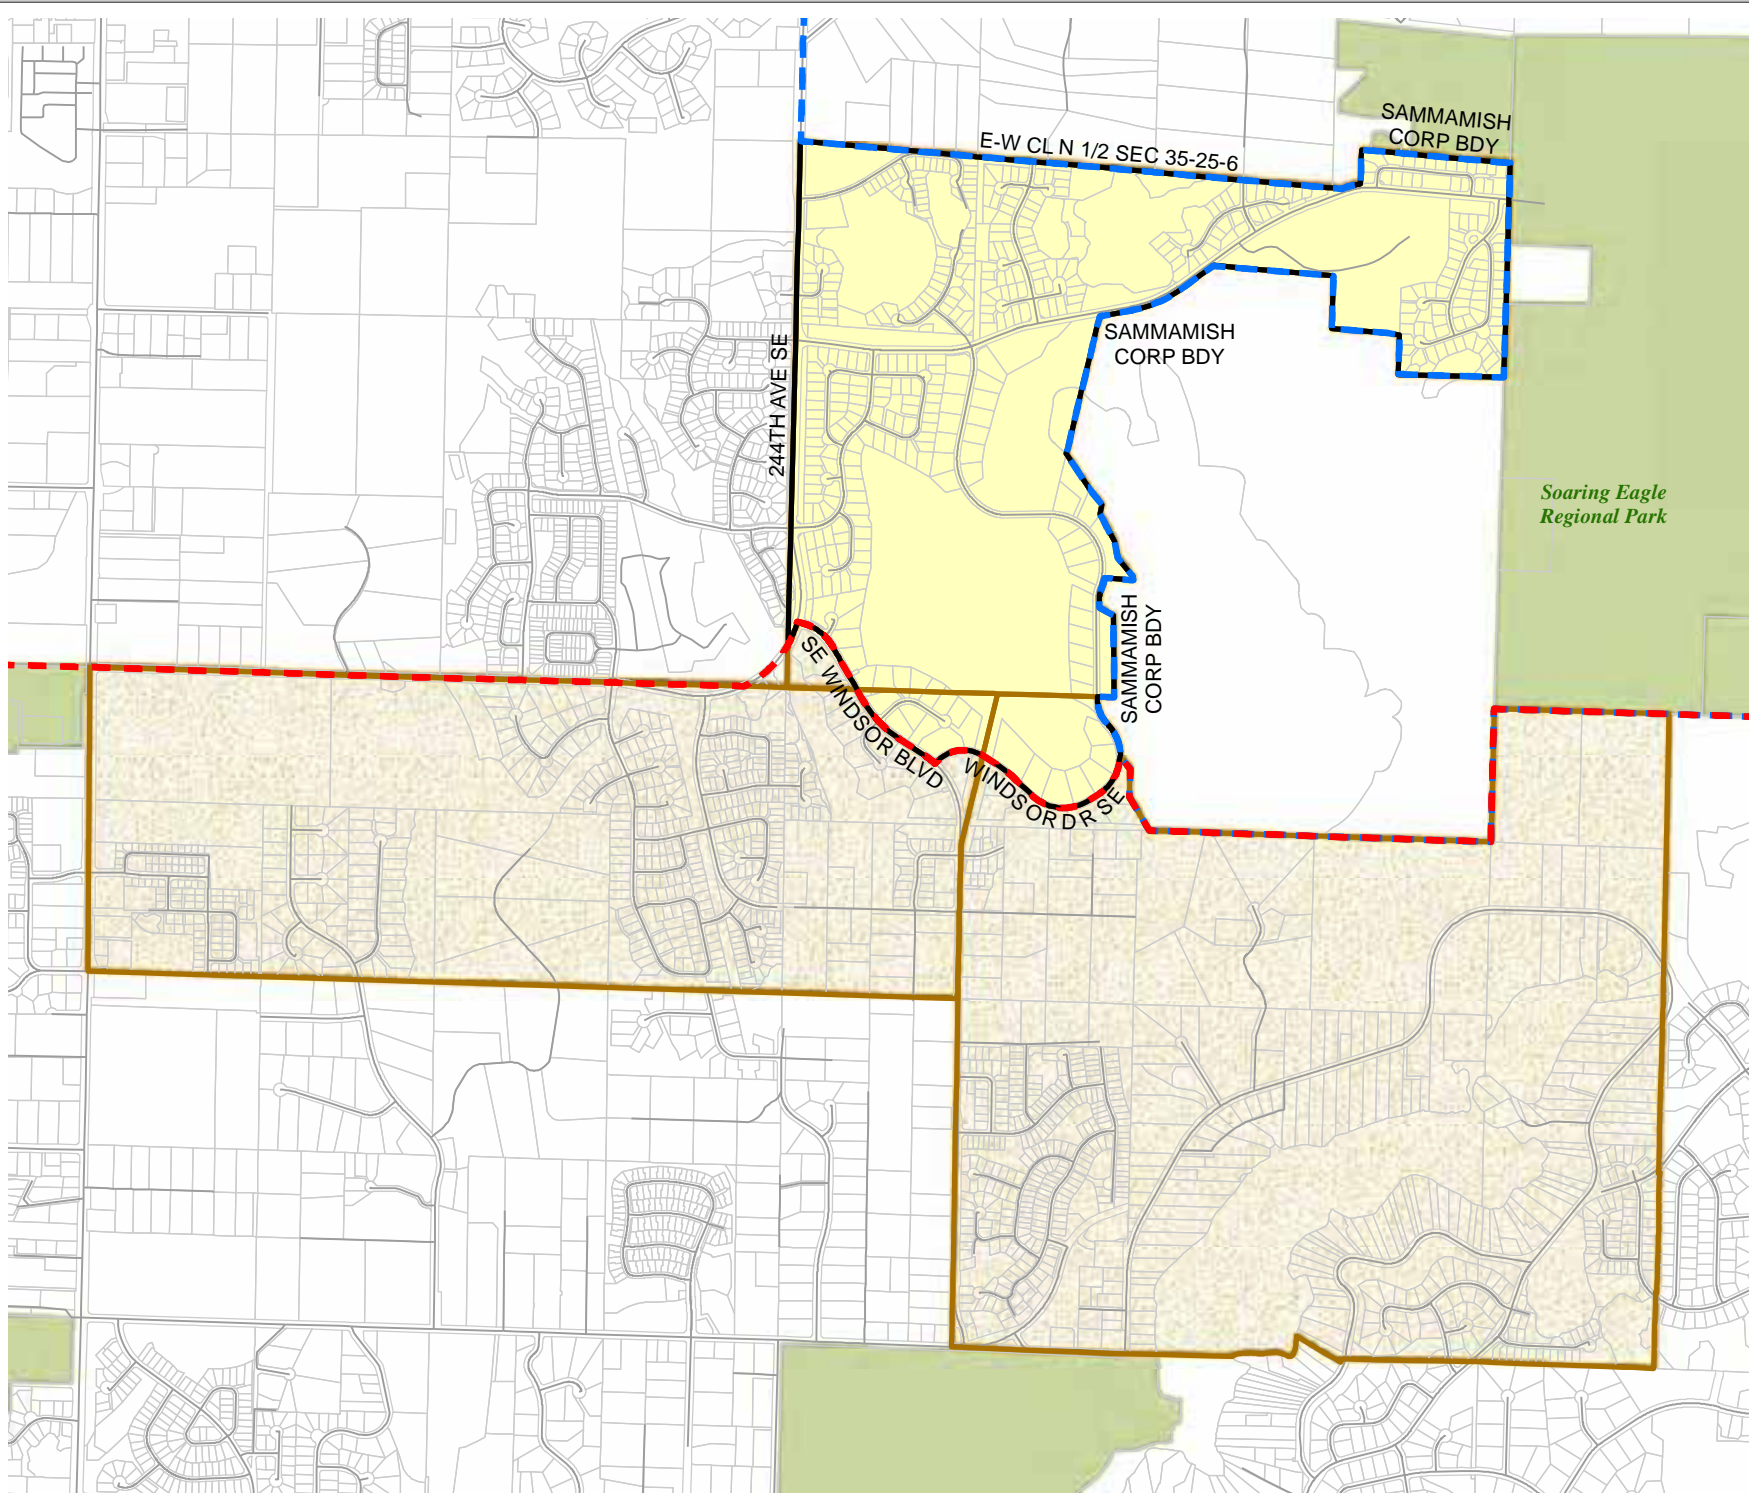 SAMMAMISH
CORP BDY
E-W CL N 1/2 SEC 35-25-6
SAMMAMISH
CORP BDY
244TH AVE SE
Soaring Eagle
Regional Park
SAMMAMISH
CORP BDY
SE WINDSOR BLVD
WINDSOR DR SE